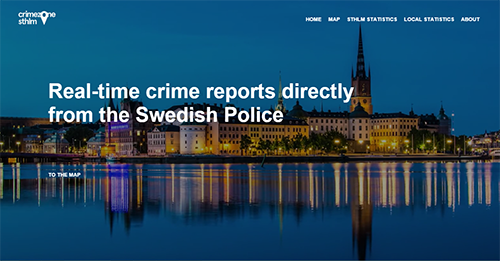 crimezone
sthlm
HOME MAP STHLM STATISTICS LOCAL STATISTICS ABOUT
Real-time crime reports directly
from the Swedish Police
TO THE MAP